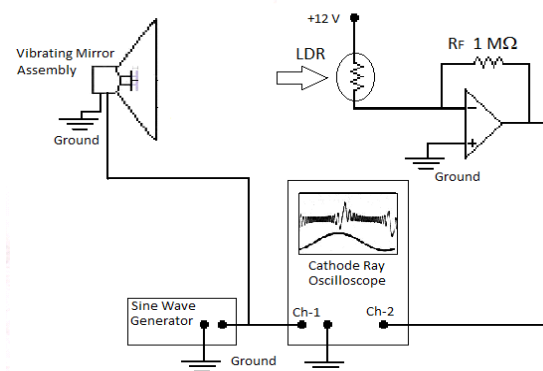 +12 V
RF 1 MΩ
LDR
Vibrating Mirror
Assembly
Ground
−
+
Ground
Cathode Ray
Oscilloscope
Sine Wave
Generator
Ch-1
Ch-2
Ground